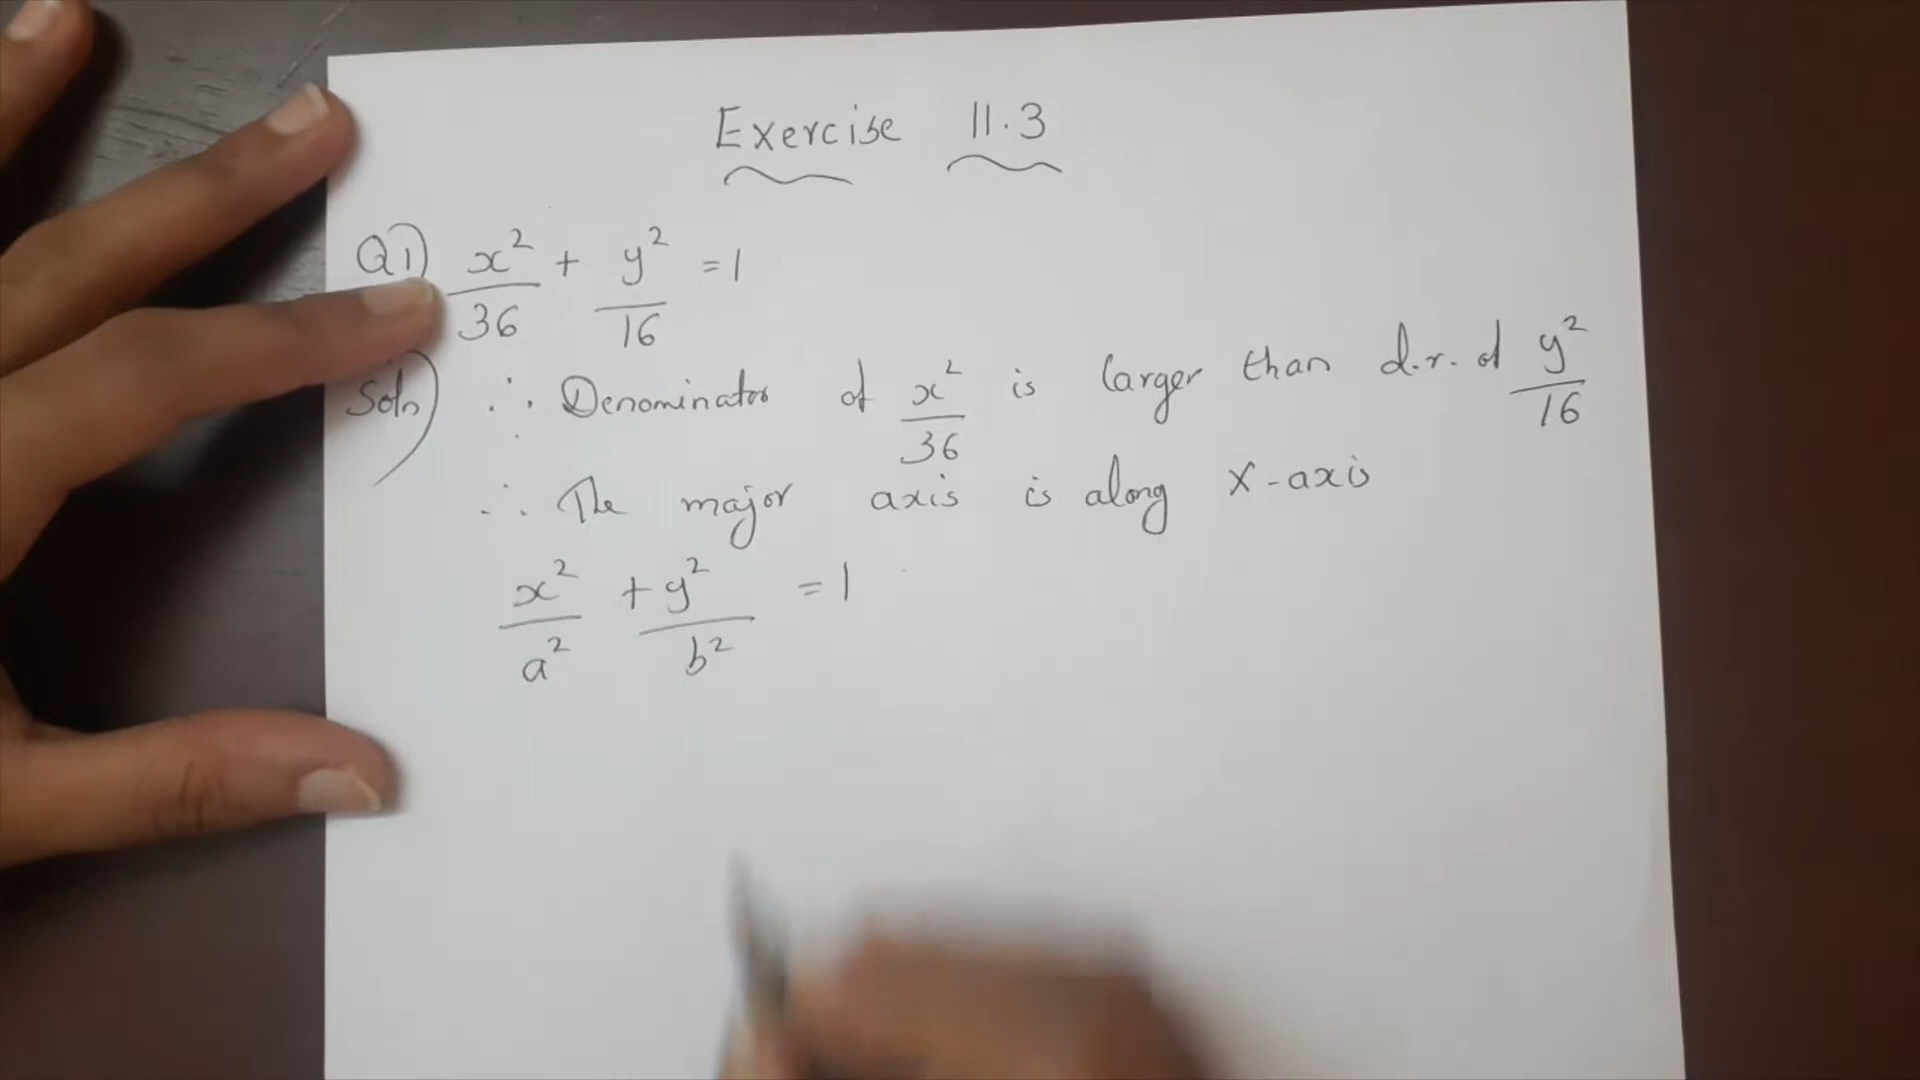 Exercise 11.3
Q1) x²/36 + y²/16 = 1
Soln) ∴ Denominator of x²/36 is larger than d.r. of y²/16
∴ The major axis is along X-axis
x²/a² + y²/b² = 1